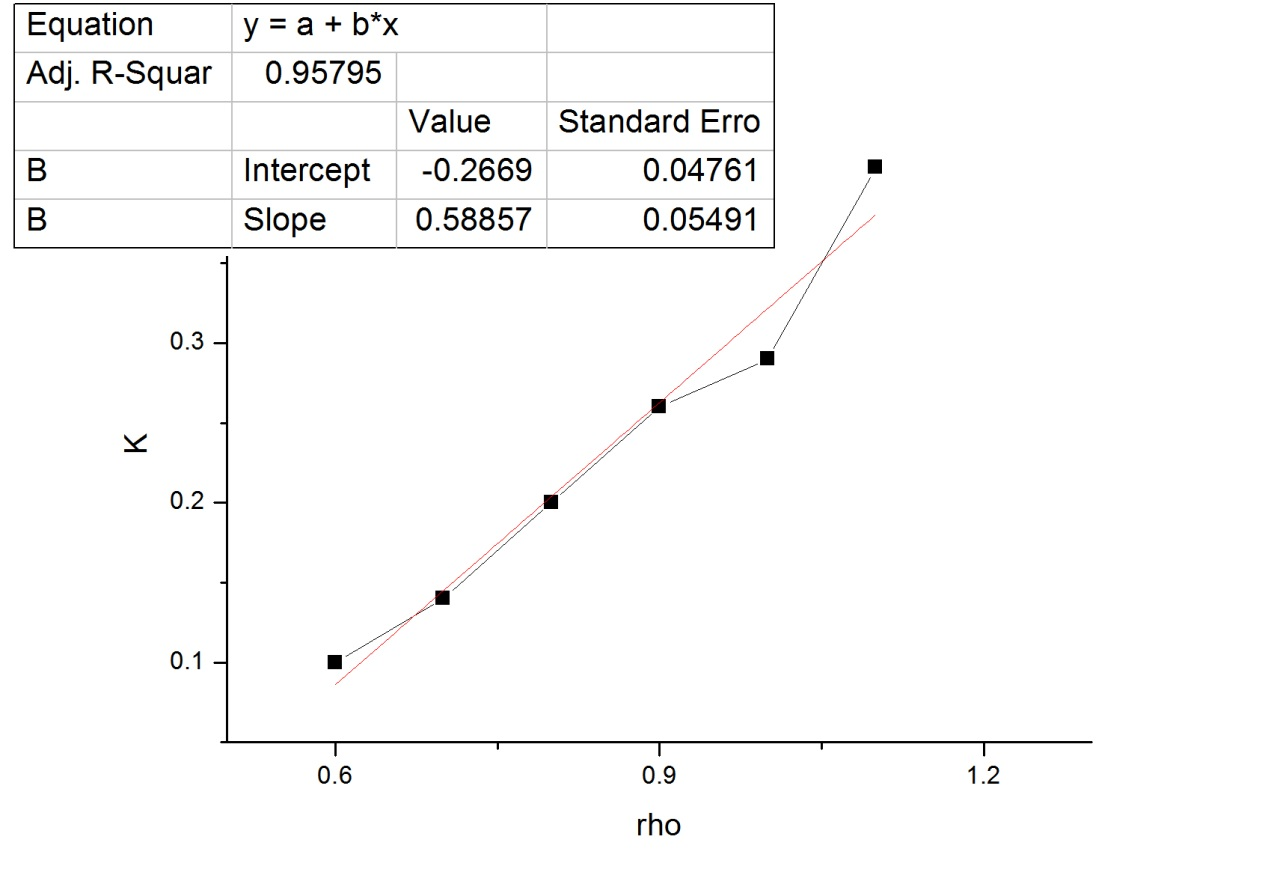 Equation y = a + b*x
Adj. R-Squar 0.95795
Value Standard Erro
B Intercept -0.2669 0.04761
B Slope 0.58857 0.05491
0.3
K
0.2
0.1
0.6 0.9 1.2
rho